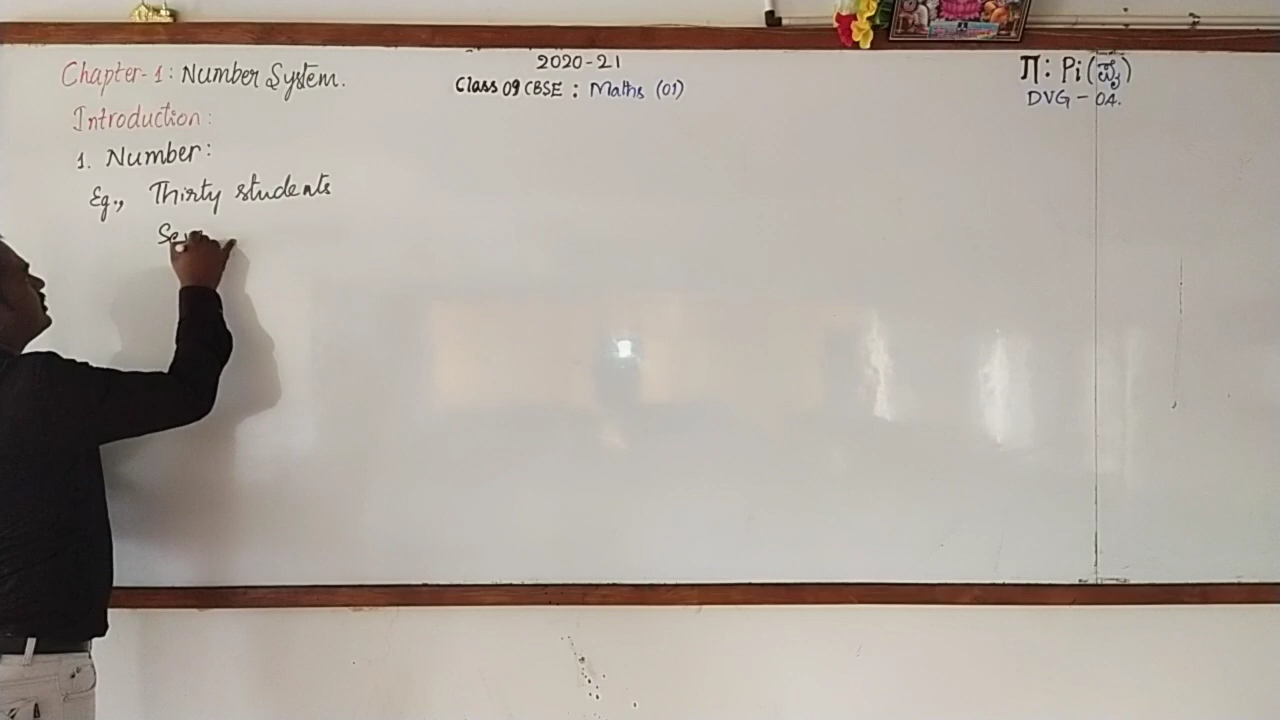 2020-21
Chapter-1: Number System.
Class 09 CBSE : Maths (01)
Π: Pi (ಪೈ)
DVG - 04.
Introduction:
1. Number:
Eg., Thirty students